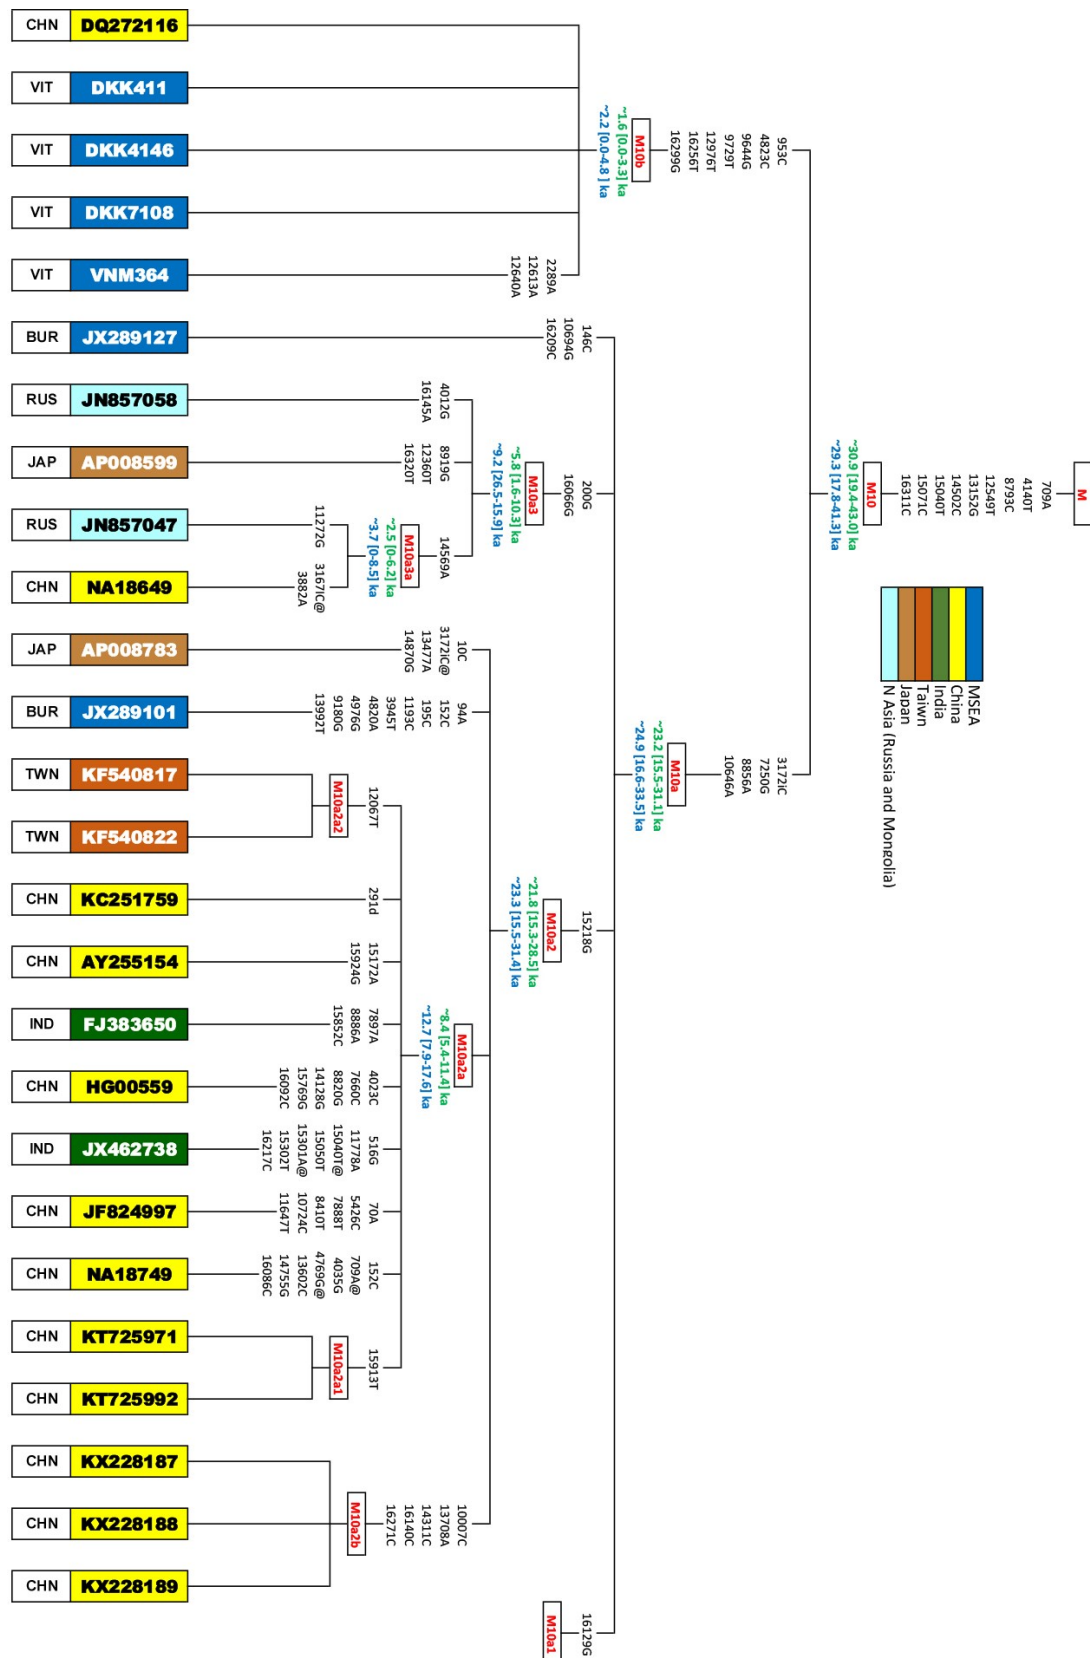 M
709A
4140T
8793C
12549T
13152G
14502C
15040T
15071C
16311C
M10
~30.9 [19.4-43.0] ka
~29.3 [17.8-41.3] ka
MSEA
China
India
Taiwn
Japan
N Asia (Russia and Mongolia)
953C
4823C
9644G
9729T
12976T
16256T
16299G
M10b
~1.6 [0.0-3.3] ka
~2.2 [0.0-4.8 ] ka
2289A
12613A
12640A
3172iC
7250G
8856A
10646A
M10a
~23.2 [15.5-31.1] ka
~24.9 [16.6-33.5] ka
146C
10694G
16209C
200G
16066G
M10a3
~5.8 [1.6-10.3] ka
~9.2 [26.5-15.9] ka
4012G
16145A
8919G
12360T
16320T
14569A
M10a3a
~2.5 [0-6.2] ka
~3.7 [0-8.5] ka
11272G
3167IC@
3882A
15218G
M10a2
~21.8 [15.3-28.5] ka
~23.3 [15.5-31.4] ka
10C
3172iC@
13477A
14870G
94A
152C
195C
1193C
3945T
4820A
4976G
9180G
13992T
M10a2a
~8.4 [5.4-11.4] ka
~12.7 [7.9-17.6] ka
12067T
M10a2a2
291d
15172A
15924G
7897A
8886A
15852C
4023C
7660C
8820G
14128G
15769G
16092C
516G
11778A
15040T@
15050T
15301A@
15302T
16217C
70A
5426C
7888T
8410T
10724C
11647T
152C
709A@
4035G
4769G@
13602C
14755G
16086C
15913T
M10a2a1
10007C
13708A
14311C
16140C
16271C
M10a2b
16129G
M10a1
CHN DQ272116
VIT DKK411
VIT DKK4146
VIT DKK7108
VIT VNM364
BUR JX289127
RUS JN857058
JAP AP008599
RUS JN857047
CHN NA18649
JAP AP008783
BUR JX289101
TWN KF540817
TWN KF540822
CHN KC251759
CHN AY255154
IND FJ383650
CHN HG00559
IND JX462738
CHN JF824997
CHN NA18749
CHN KT725971
CHN KT725992
CHN KX228187
CHN KX228188
CHN KX228189